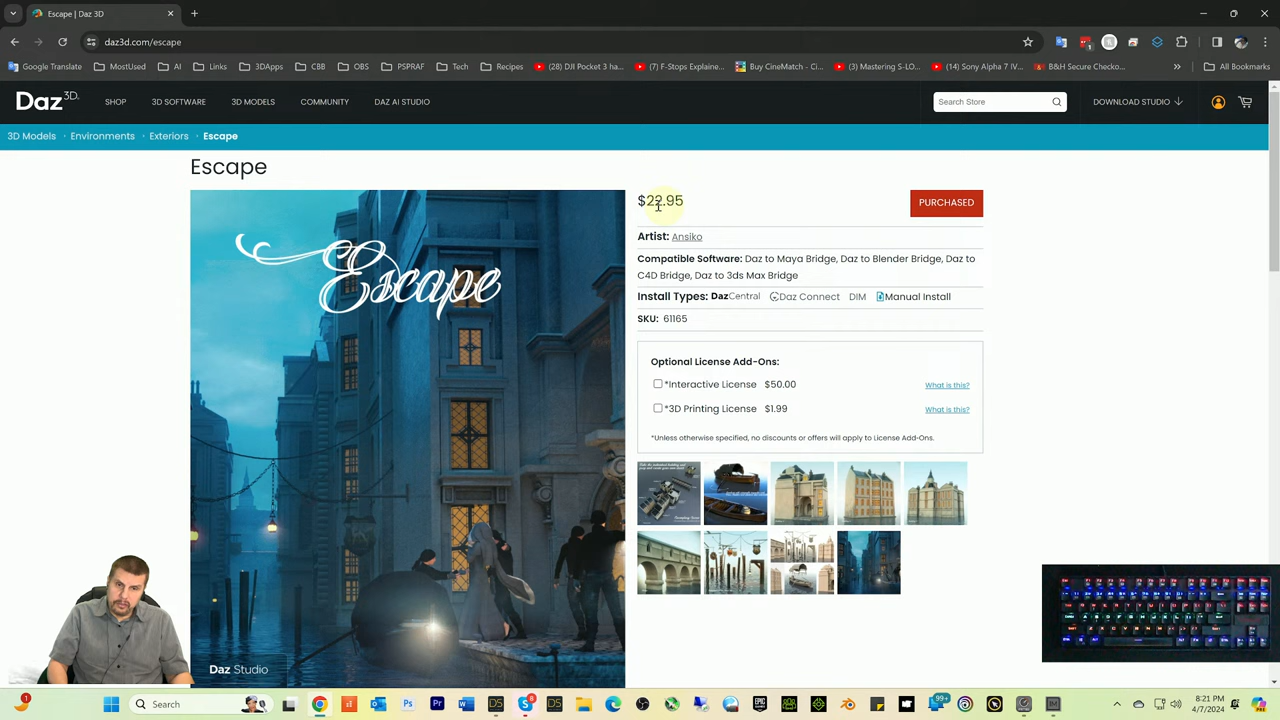 Escape | Daz 3D
daz3d.com/escape
Google Translate
MostUsed
AI
Links
3DApps
CBB
OBS
PSPRAF
Tech
Recipes
(28) DJI Pocket 3 ha...
(7) F-Stops Explaine...
Buy CineMatch - Ci...
(3) Mastering S-LO...
(14) Sony Alpha 7 IV...
B&H Secure Checko...
All Bookmarks
Daz 3D
SHOP
3D SOFTWARE
3D MODELS
COMMUNITY
DAZ AI STUDIO
Search Store
DOWNLOAD STUDIO
3D Models
Environments
Exteriors
Escape
Escape
$22.95
PURCHASED
Artist: Ansiko
Compatible Software: Daz to Maya Bridge, Daz to Blender Bridge, Daz to
C4D Bridge, Daz to 3ds Max Bridge
Install Types: DazCentral Daz Connect DIM Manual Install
SKU: 61165
Optional License Add-Ons:
*Interactive License $50.00 What is this?
*3D Printing License $1.99 What is this?
*Unless otherwise specified, no discounts or offers will apply to License Add-Ons.
Escape
Daz Studio
Search
8:21 PM
4/7/2024